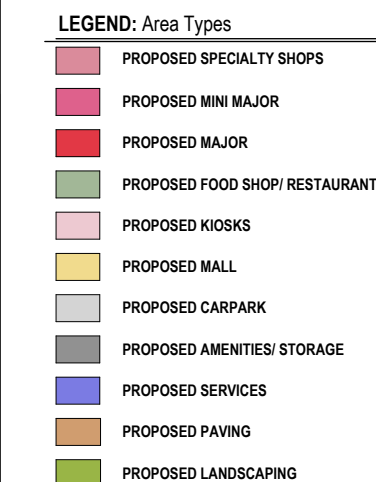 LEGEND: Area Types
PROPOSED SPECIALTY SHOPS
PROPOSED MINI MAJOR
PROPOSED MAJOR
PROPOSED FOOD SHOP/ RESTAURANT
PROPOSED KIOSKS
PROPOSED MALL
PROPOSED CARPARK
PROPOSED AMENITIES/ STORAGE
PROPOSED SERVICES
PROPOSED PAVING
PROPOSED LANDSCAPING